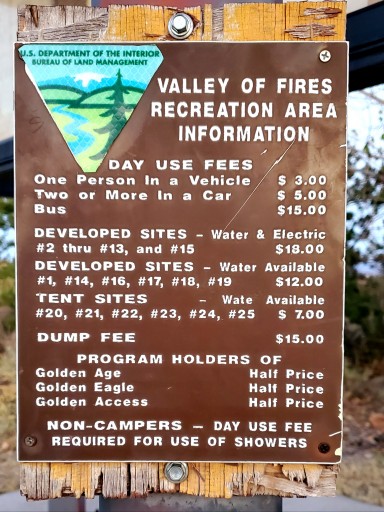 U.S. DEPARTMENT OF THE INTERIOR
BUREAU OF LAND MANAGEMENT
VALLEY OF FIRES
RECREATION AREA
INFORMATION
DAY USE FEES
One Person In a Vehicle $ 3.00
Two or More In a Car $ 5.00
Bus $15.00
DEVELOPED SITES – Water & Electric
#2 thru #13, and #15 $18.00
DEVELOPED SITES – Water Available
#1, #14, #16, #17, #18, #19 $12.00
TENT SITES – Wate Available
#20, #21, #22, #23, #24, #25 $ 7.00
DUMP FEE $15.00
PROGRAM HOLDERS OF
Golden Age Half Price
Golden Eagle Half Price
Golden Access Half Price
NON-CAMPERS – DAY USE FEE
REQUIRED FOR USE OF SHOWERS